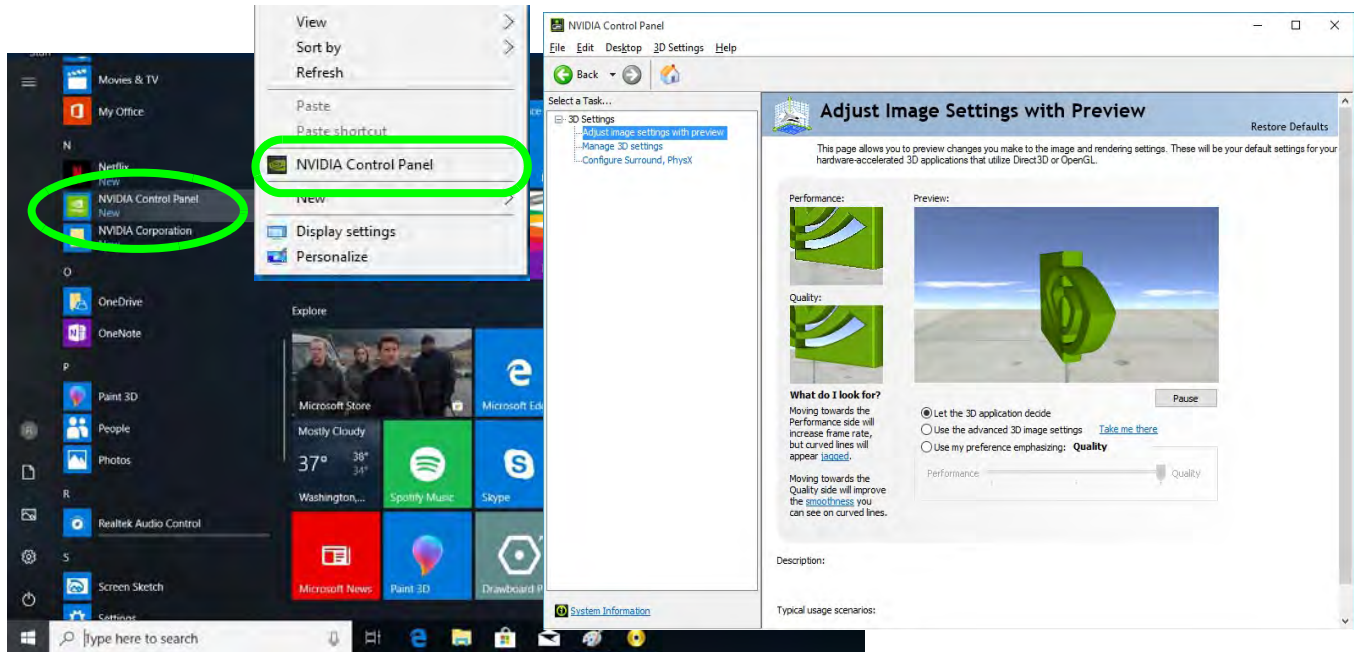 Movies & TV
My Office
N
Netflix
New
NVIDIA Control Panel
New
NVIDIA Corporation
O
OneDrive
OneNote
P
Paint 3D
People
Photos
R
Realtek Audio Control
S
Screen Sketch
Settings
Type here to search
Explore
Microsoft Store
Mostly Cloudy
37° 38°
34°
Washington,...
Spotify Music
Skype
Microsoft News
Paint 3D
Drawboard P
View
Sort by
Refresh
Paste
Paste shortcut
NVIDIA Control Panel
New
Display settings
Personalize
NVIDIA Control Panel
File Edit Desktop 3D Settings Help
Back
Select a Task...
3D Settings
Adjust image settings with preview
Manage 3D settings
Configure Surround, PhysX
System Information
Adjust Image Settings with Preview
Restore Defaults
This page allows you to preview changes you make to the image and rendering settings. These will be your default settings for your
hardware-accelerated 3D applications that utilize Direct3D or OpenGL.
Performance:
Preview:
Quality:
What do I look for?
Moving towards the
Performance side will
increase frame rate,
but curved lines will
appear jagged.
Moving towards the
Quality side will improve
the smoothness you
can see on curved lines.
Pause
Let the 3D application decide
Use the advanced 3D image settings Take me there
Use my preference emphasizing: Quality
Performance Quality
Description:
Typical usage scenarios: